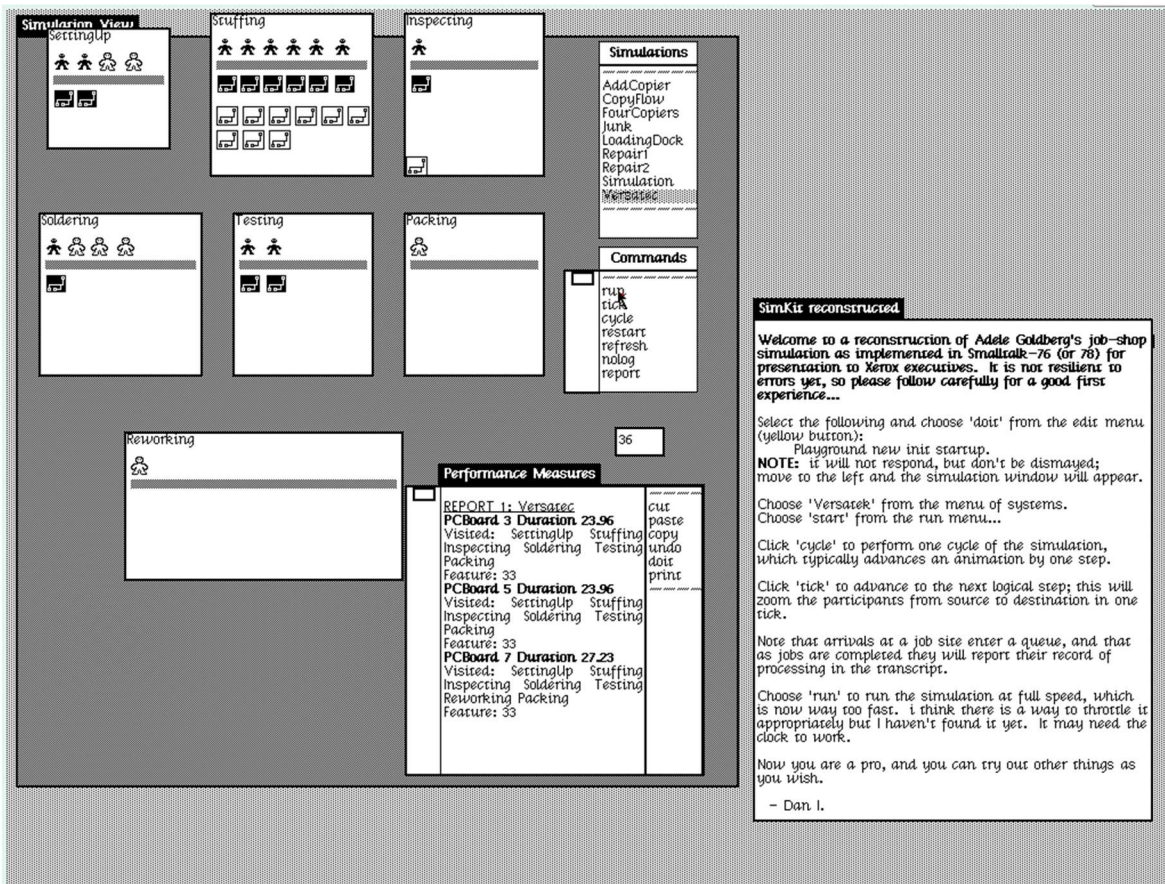 Simulation View
SettingUp
Stuffing
Inspecting
Soldering
Testing
Packing
Reworking
Simulations
AddCopier
CopyFlow
FourCopiers
Junk
LoadingDock
Repair1
Repair2
Simulation
Versatec
Commands
run
tick
cycle
restart
refresh
nolog
report
36
Performance Measures
REPORT 1: Versatec
PCBoard 3 Duration 23.96
Visited: SettingUp Stuffing
Inspecting Soldering Testing
Packing
Feature: 33
PCBoard 5 Duration 23.96
Visited: SettingUp Stuffing
Inspecting Soldering Testing
Packing
Feature: 33
PCBoard 7 Duration 27.23
Visited: SettingUp Stuffing
Inspecting Soldering Testing
Reworking Packing
Feature: 33
cut
paste
copy
undo
doit
print
SimKit reconstructed
Welcome to a reconstruction of Adele Goldberg's job-shop
simulation as implemented in Smalltalk-76 (or 78) for
presentation to Xerox executives. It is not resilient to
errors yet, so please follow carefully for a good first
experience...
Select the following and choose 'doit' from the edit menu
(yellow button):
Playground new init startup.
NOTE: it will not respond, but don't be dismayed;
move to the left and the simulation window will appear.
Choose 'Versatek' from the menu of systems.
Choose 'start' from the run menu...
Click 'cycle' to perform one cycle of the simulation,
which typically advances an animation by one step.
Click 'tick' to advance to the next logical step; this will
zoom the participants from source to destination in one
tick.
Note that arrivals at a job site enter a queue, and that
as jobs are completed they will report their record of
processing in the transcript.
Choose 'run' to run the simulation at full speed, which
is now way too fast. i think there is a way to throttle it
appropriately but I haven't found it yet. It may need the
clock to work.
Now you are a pro, and you can try out other things as
you wish.
- Dan I.